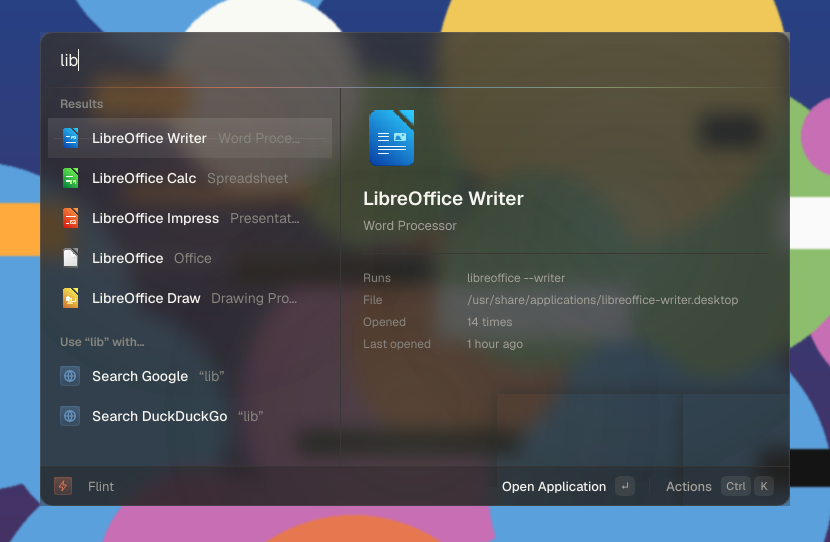 lib
Results
LibreOffice Writer Word Proce...
LibreOffice Calc Spreadsheet
LibreOffice Impress Presentat...
LibreOffice Office
LibreOffice Draw Drawing Pro...
Use “lib” with...
Search Google “lib”
Search DuckDuckGo “lib”
LibreOffice Writer
Word Processor
Runs libreoffice --writer
File /usr/share/applications/libreoffice-writer.desktop
Opened 14 times
Last opened 1 hour ago
Flint
Open Application ↵
Actions Ctrl K